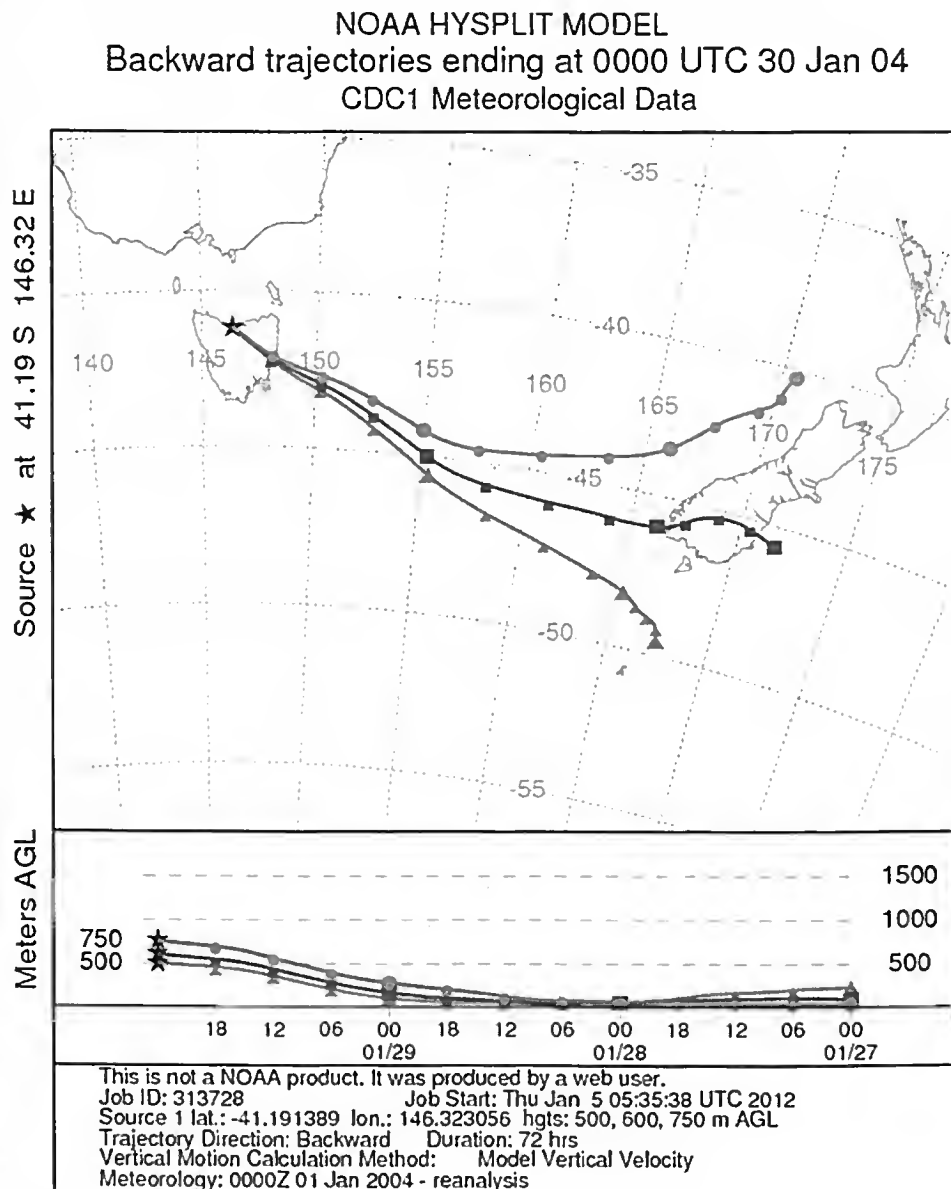 NOAA HYSPLIT MODEL
Backward trajectories ending at 0000 UTC 30 Jan 04
CDC1 Meteorological Data
Source ★ at 41.19 S 146.32 E
-35
-40
140 145 150 155 160 165 170 175
-45
-50
-55
Meters AGL
1500
1000
750
500 500
18 12 06 00 18 12 06 00 18 12 06 00
01/29 01/28 01/27
This is not a NOAA product. It was produced by a web user.
Job ID: 313728 Job Start: Thu Jan 5 05:35:38 UTC 2012
Source 1 lat.: -41.191389 lon.: 146.323056 hgts: 500, 600, 750 m AGL
Trajectory Direction: Backward Duration: 72 hrs
Vertical Motion Calculation Method: Model Vertical Velocity
Meteorology: 0000Z 01 Jan 2004 - reanalysis